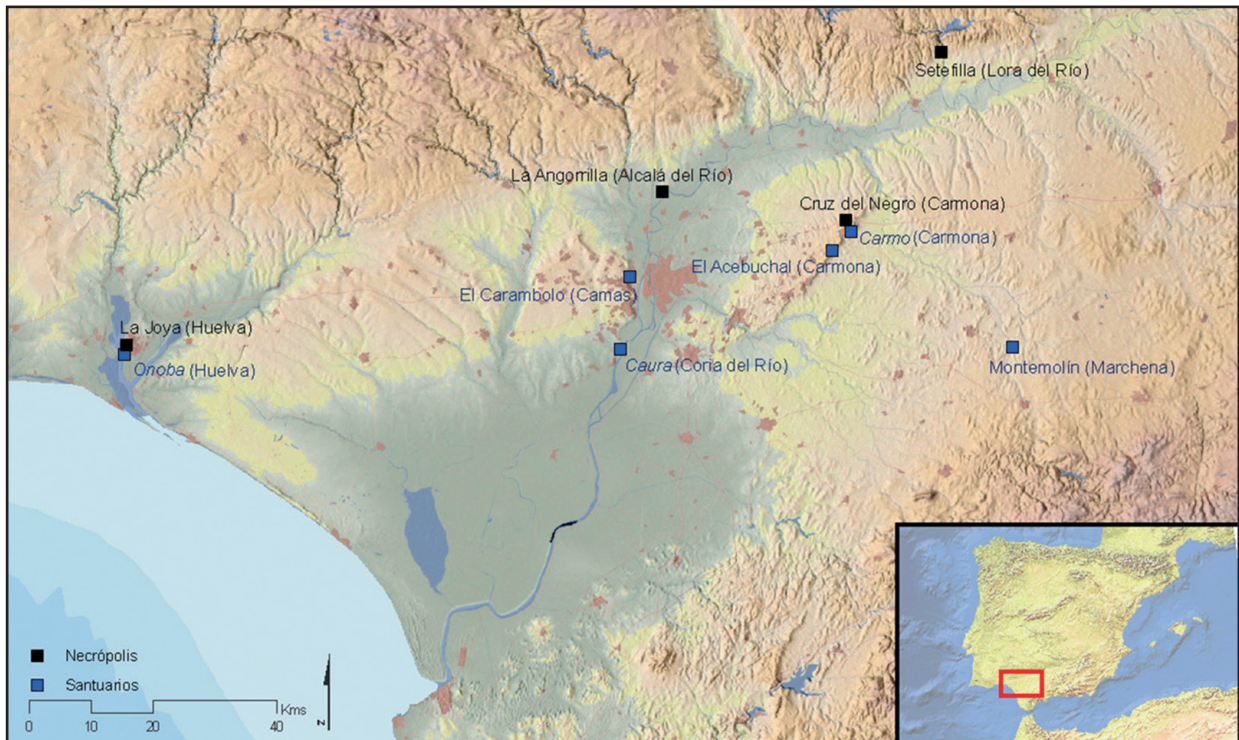 Setefilla (Lora del Río)
La Angorrilla (Alcalá del Río)
Cruz del Negro (Carmona)
Carmo (Carmona)
El Acebuchal (Carmona)
El Carambolo (Camas)
La Joya (Huelva)
Onoba (Huelva)
Caura (Coria del Río)
Montemolín (Marchena)
Necrópolis
Santuarios
Kms
0 10 20 40
N